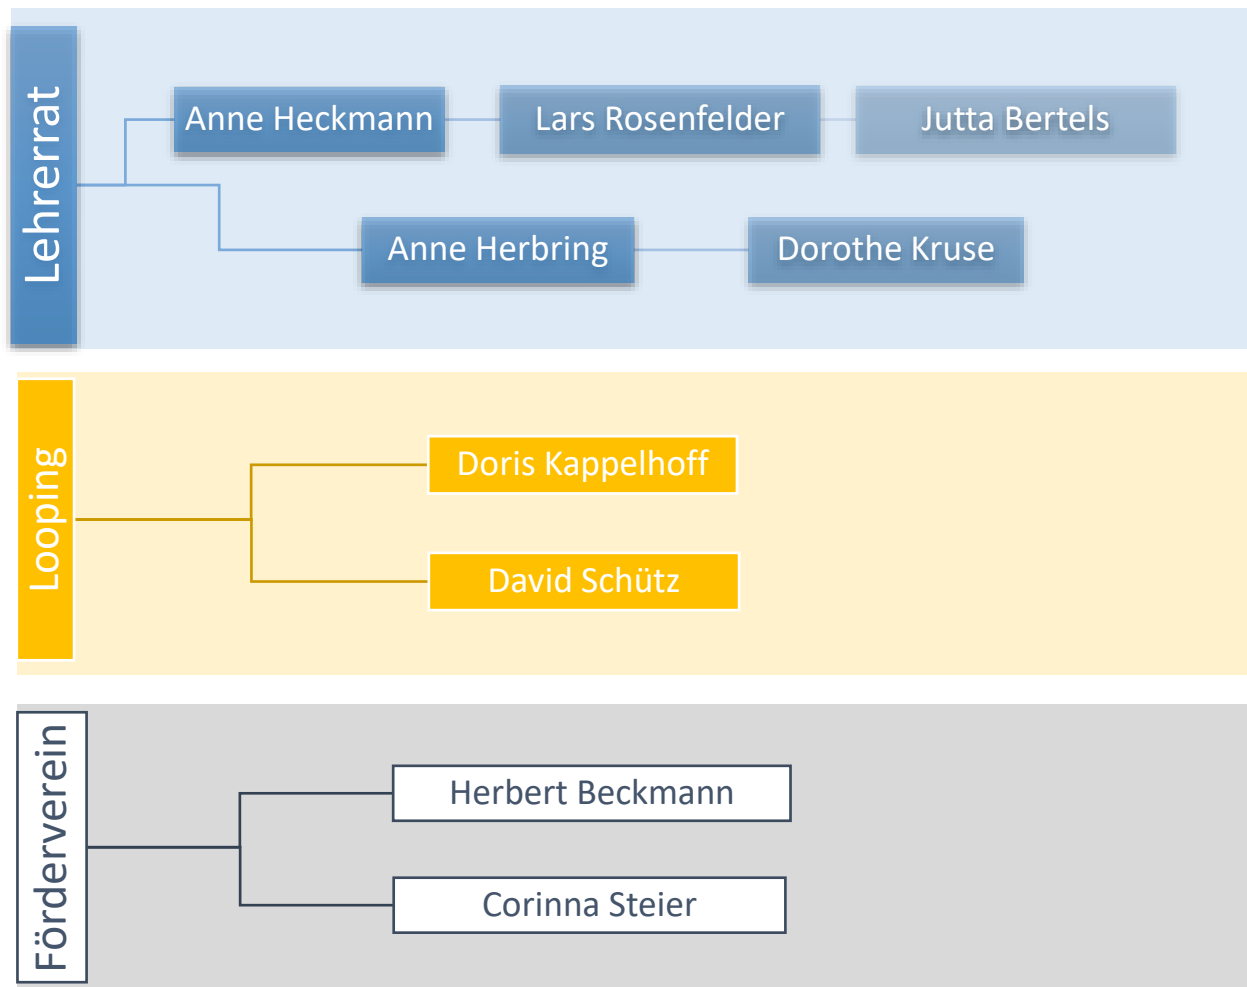 Lehrerrat
Anne Heckmann
Lars Rosenfelder
Jutta Bertels
Anne Herbring
Dorothe Kruse
Looping
Doris Kappelhoff
David Schütz
Förderverein
Herbert Beckmann
Corinna Steier